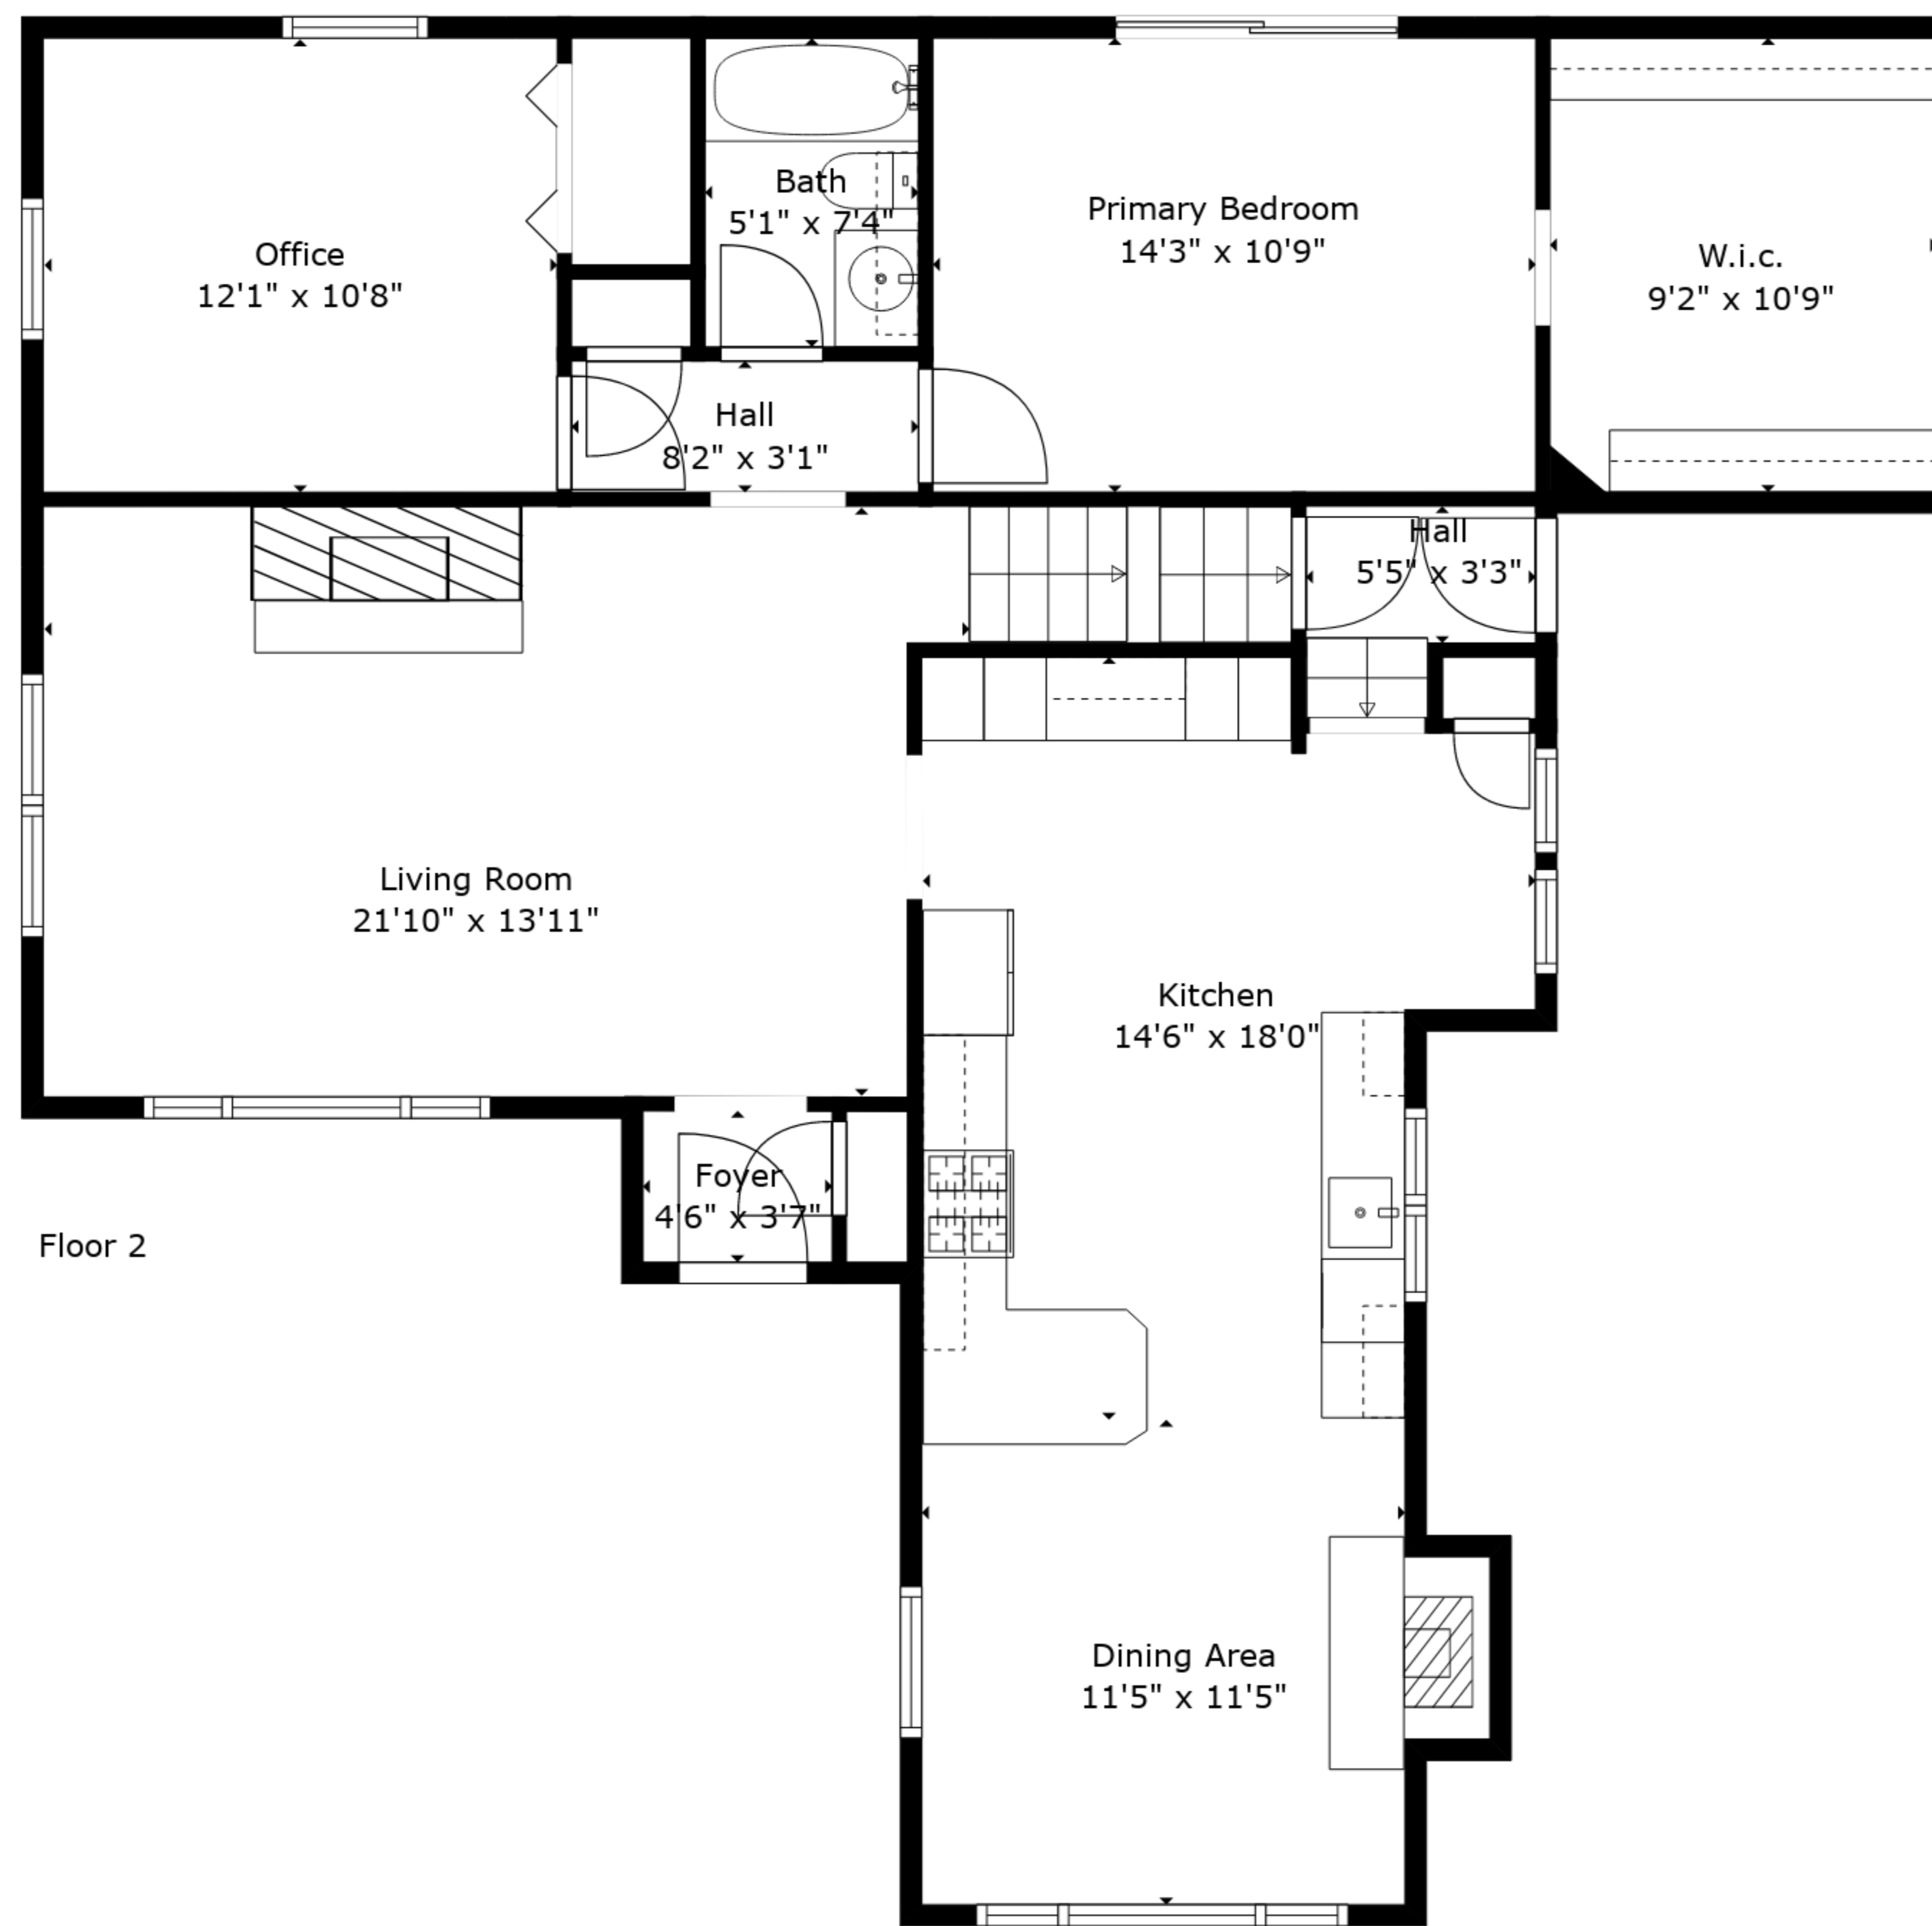 Office
12'1" x 10'8"
Bath
5'1" x 7'4"
Primary Bedroom
14'3" x 10'9"
W.i.c.
9'2" x 10'9"
Hall
8'2" x 3'1"
Hall
5'5" x 3'3"
Living Room
21'10" x 13'11"
Kitchen
14'6" x 18'0"
Foyer
4'6" x 3'7"
Floor 2
Dining Area
11'5" x 11'5"